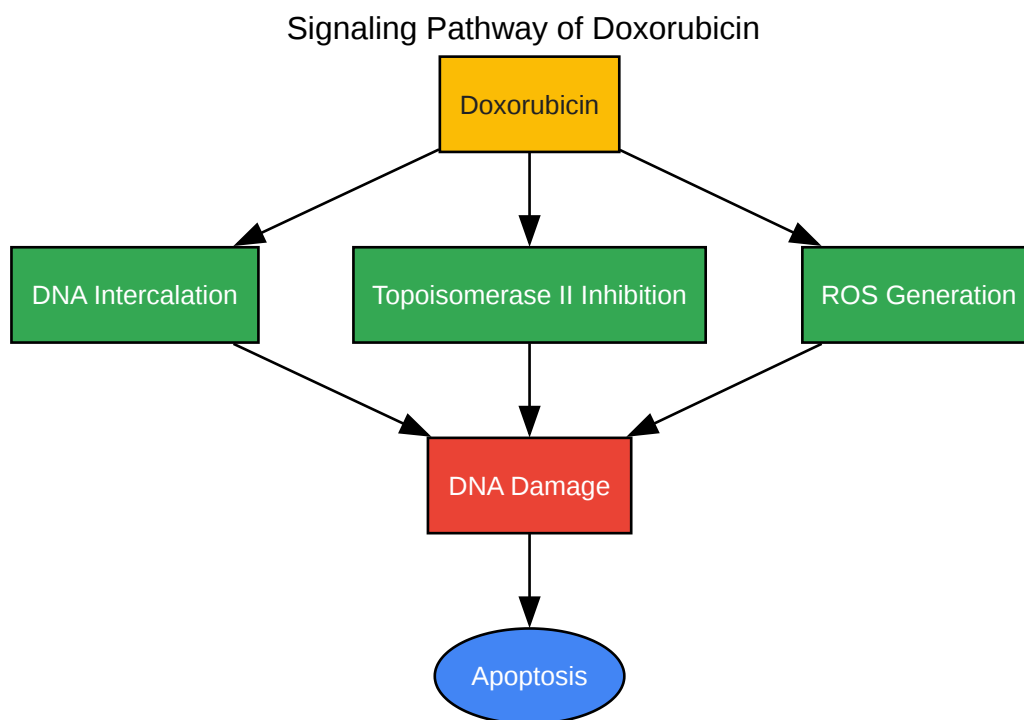 Signaling Pathway of Doxorubicin
Doxorubicin
DNA Intercalation
Topoisomerase II Inhibition
ROS Generation
DNA Damage
Apoptosis